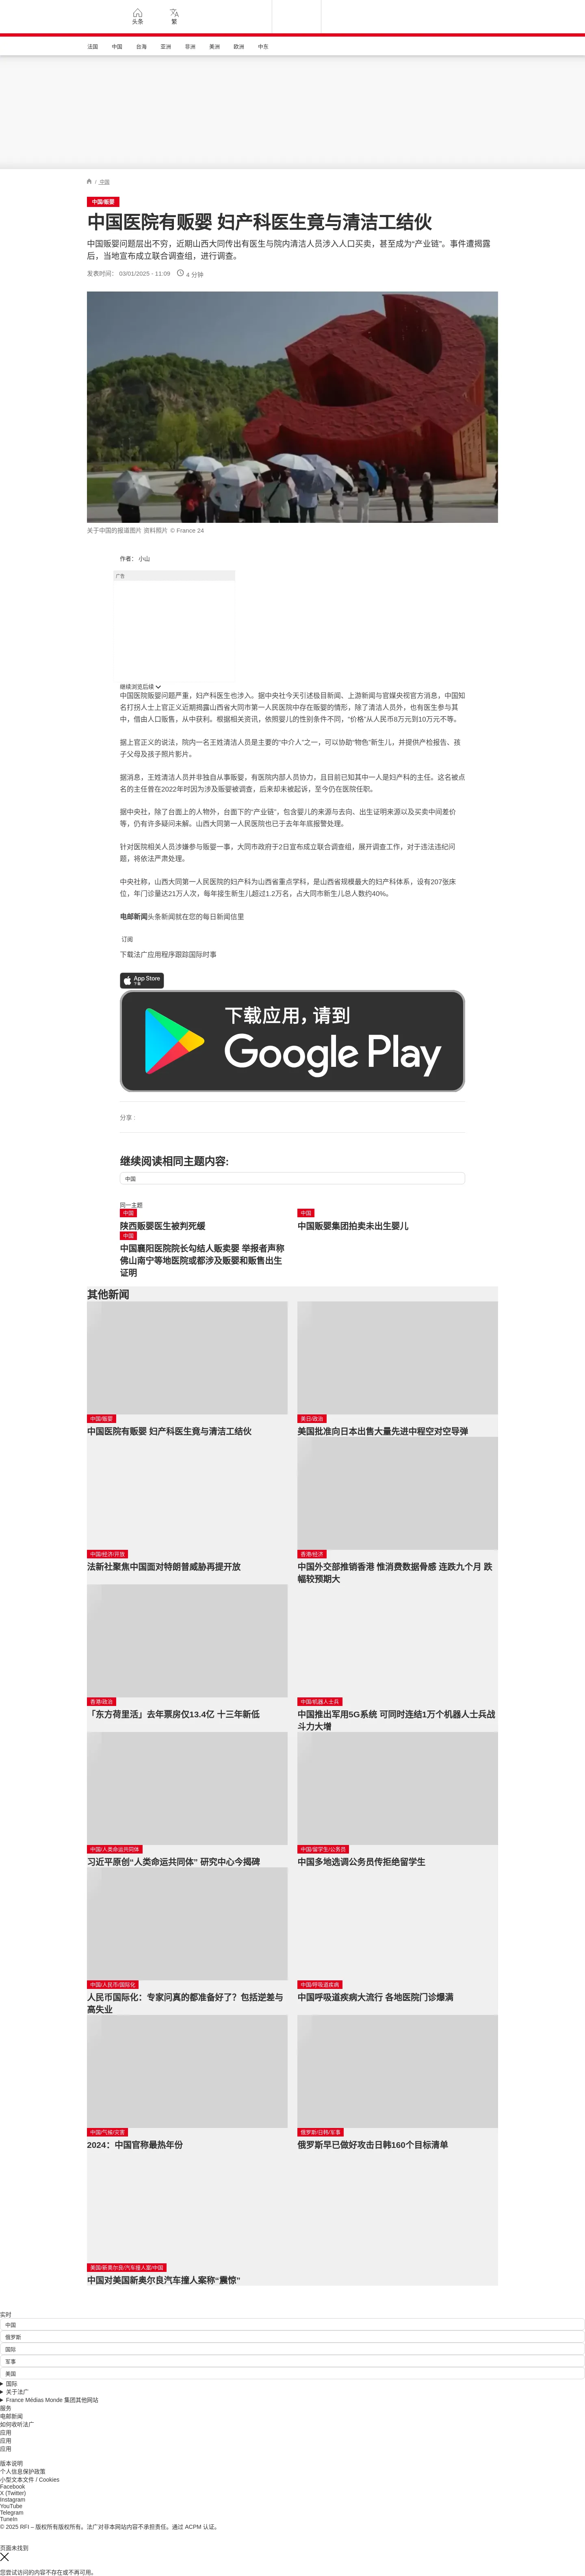 头条
繁
法国 中国 台海 亚洲 非洲 美洲 欧洲 中东
/ 中国
中国/贩婴
中国医院有贩婴 妇产科医生竟与清洁工结伙
中国贩婴问题层出不穷，近期山西大同传出有医生与院内清洁人员涉入人口买卖，甚至成为“产业链”。事件遭揭露
后，当地宣布成立联合调查组，进行调查。
发表时间： 03/01/2025 - 11:09 4 分钟
关于中国的报道图片 资料照片 © France 24
作者： 小山
广告
继续浏览后续
中国医院贩婴问题严重，妇产科医生也涉入。据中央社今天引述极目新闻、上游新闻与官媒央视官方消息，中国知
名打拐人士上官正义近期揭露山西省大同市第一人民医院中存在贩婴的情形，除了清洁人员外，也有医生参与其
中，借由人口贩售，从中获利。根据相关资讯，依照婴儿的性别条件不同，“价格”从人民币8万元到10万元不等。
据上官正义的说法，院内一名王姓清洁人员是主要的“中介人”之一，可以协助“物色”新生儿，并提供产检报告、孩
子父母及孩子照片影片。
据消息，王姓清洁人员并非独自从事贩婴，有医院内部人员协力，且目前已知其中一人是妇产科的主任。这名被点
名的主任曾在2022年时因为涉及贩婴被调查，后来却未被起诉，至今仍在医院任职。
据中央社，除了台面上的人物外，台面下的“产业链”，包含婴儿的来源与去向、出生证明来源以及买卖中间差价
等，仍有许多疑问未解。山西大同第一人民医院也已于去年年底报警处理。
针对医院相关人员涉嫌参与贩婴一事，大同市政府于2日宣布成立联合调查组，展开调查工作，对于违法违纪问
题，将依法严肃处理。
中央社称，山西大同第一人民医院的妇产科为山西省重点学科，是山西省规模最大的妇产科体系，设有207张床
位，年门诊量达21万人次，每年接生新生儿超过1.2万名，占大同市新生儿总人数约40%。
电邮新闻头条新闻就在您的每日新闻信里
订阅
下载法广应用程序跟踪国际时事
App Store
下载
下载应用，请到
Google Play
分享 :
继续阅读相同主题内容:
中国
同一主题
中国
陕西贩婴医生被判死缓
中国
中国贩婴集团拍卖未出生婴儿
中国
中国襄阳医院院长勾结人贩卖婴 举报者声称
佛山南宁等地医院或都涉及贩婴和贩售出生
证明
其他新闻
中国/贩婴
中国医院有贩婴 妇产科医生竟与清洁工结伙
美日/政治
美国批准向日本出售大量先进中程空对空导弹
中国/经济/开放
法新社聚焦中国面对特朗普威胁再提开放
香港/经济
中国外交部推销香港 惟消费数据骨感 连跌九个月 跌
幅较预期大
香港/政治
「东方荷里活」去年票房仅13.4亿 十三年新低
中国/机器人士兵
中国推出军用5G系统 可同时连结1万个机器人士兵战
斗力大增
中国/人类命运共同体
习近平原创“人类命运共同体” 研究中心今揭碑
中国/留学生/公务员
中国多地选调公务员传拒绝留学生
中国/人民币/国际化
人民币国际化：专家问真的都准备好了？包括逆差与
高失业
中国/呼吸道疾病
中国呼吸道疾病大流行 各地医院门诊爆满
中国/气候/灾害
2024：中国官称最热年份
俄罗斯/日韩/军事
俄罗斯早已做好攻击日韩160个目标清单
美国/新奥尔良/汽车撞人案/中国
中国对美国新奥尔良汽车撞人案称“震惊”
实时
中国
俄罗斯
国际
军事
美国
国际
关于法广
France Médias Monde 集团其他网站
服务
电邮新闻
如何收听法广
应用
应用
应用
版本说明
个人信息保护政策
小型文本文件 / Cookies
Facebook
X (Twitter)
Instagram
YouTube
Telegram
TuneIn
© 2025 RFI – 版权所有版权所有。法广对非本网站内容不承担责任。通过 ACPM 认证。
页面未找到
您尝试访问的内容不存在或不再可用。